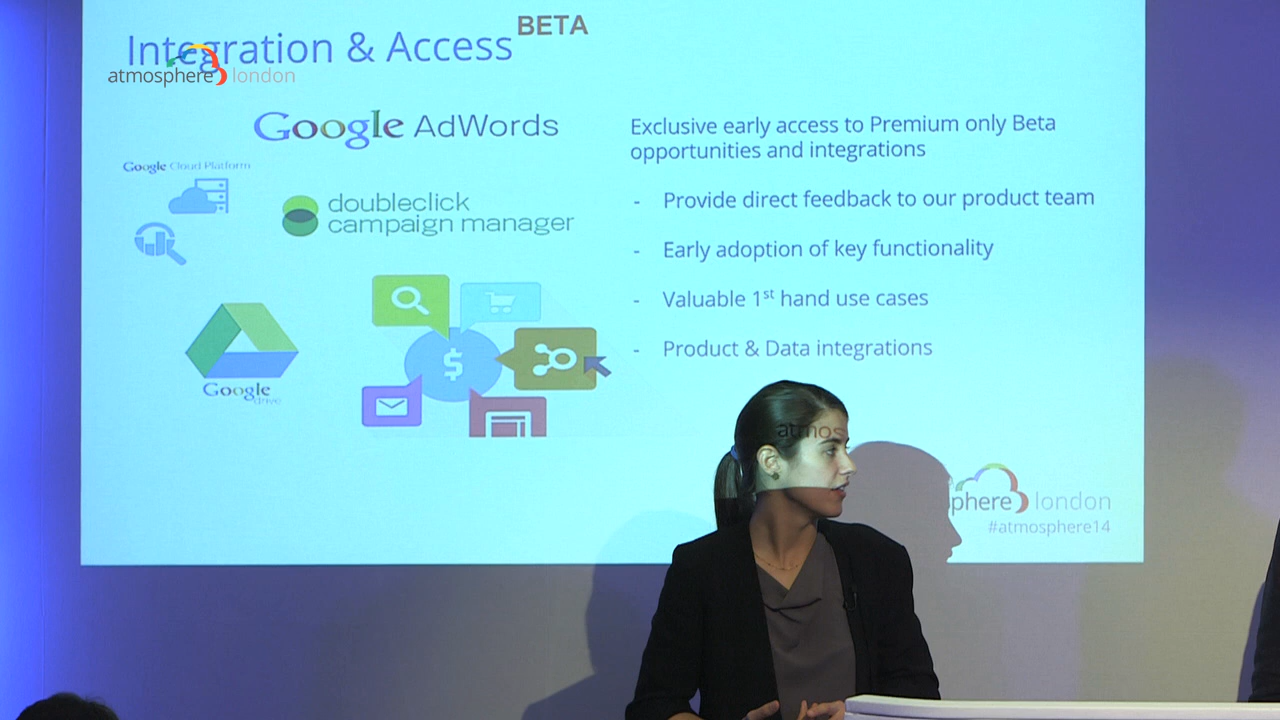 Integration & Access BETA
atmosphere london
Google AdWords
Google Cloud Platform
doubleclick
campaign manager
Google
drive
$
Exclusive early access to Premium only Beta
opportunities and integrations
- Provide direct feedback to our product team
- Early adoption of key functionality
- Valuable 1st hand use cases
- Product & Data integrations
atmos
phere london
#atmosphere14